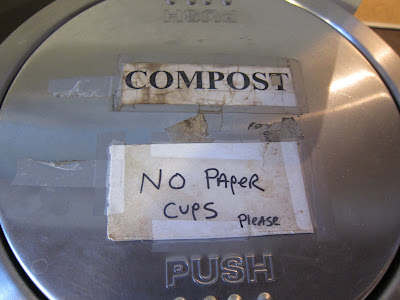 COMPOST
No PAPER
CUPS Please
PUSH